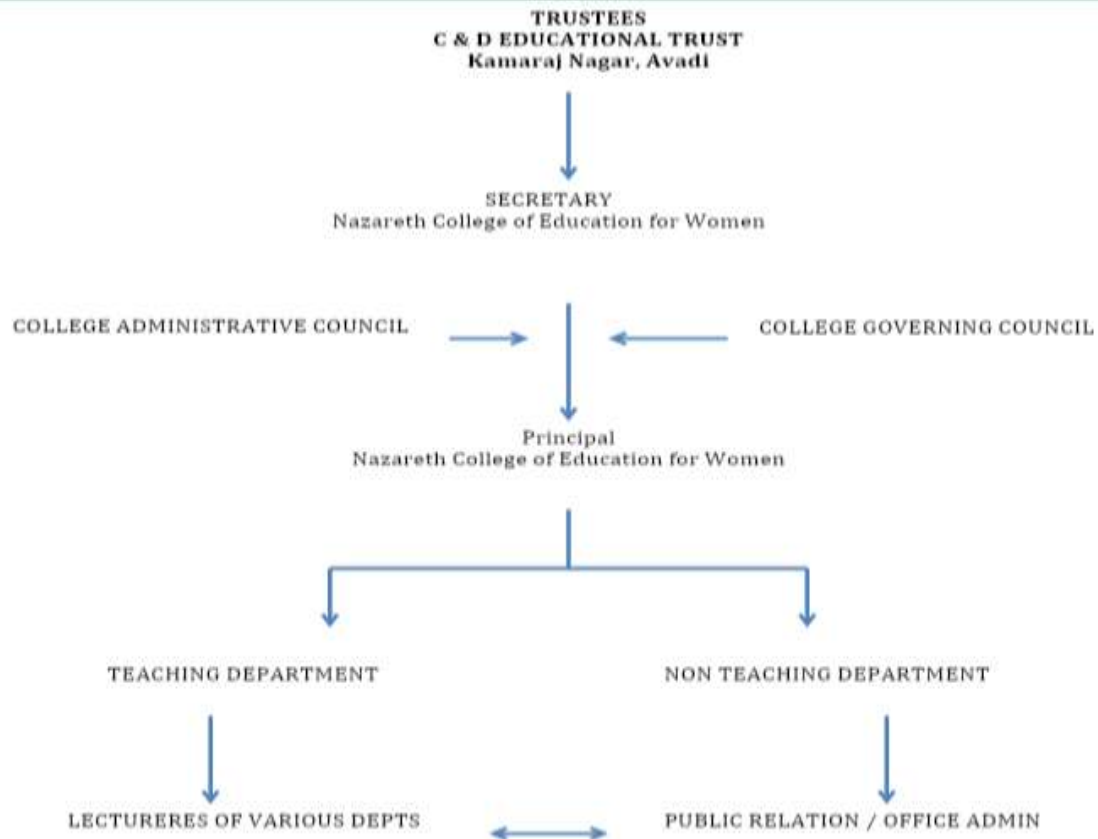 TRUSTEES
C & D EDUCATIONAL TRUST
Kamaraj Nagar, Avadi
SECRETARY
Nazareth College of Education for Women
COLLEGE ADMINISTRATIVE COUNCIL
COLLEGE GOVERNING COUNCIL
Principal
Nazareth College of Education for Women
TEACHING DEPARTMENT
NON TEACHING DEPARTMENT
LECTURERES OF VARIOUS DEPTS
PUBLIC RELATION / OFFICE ADMIN